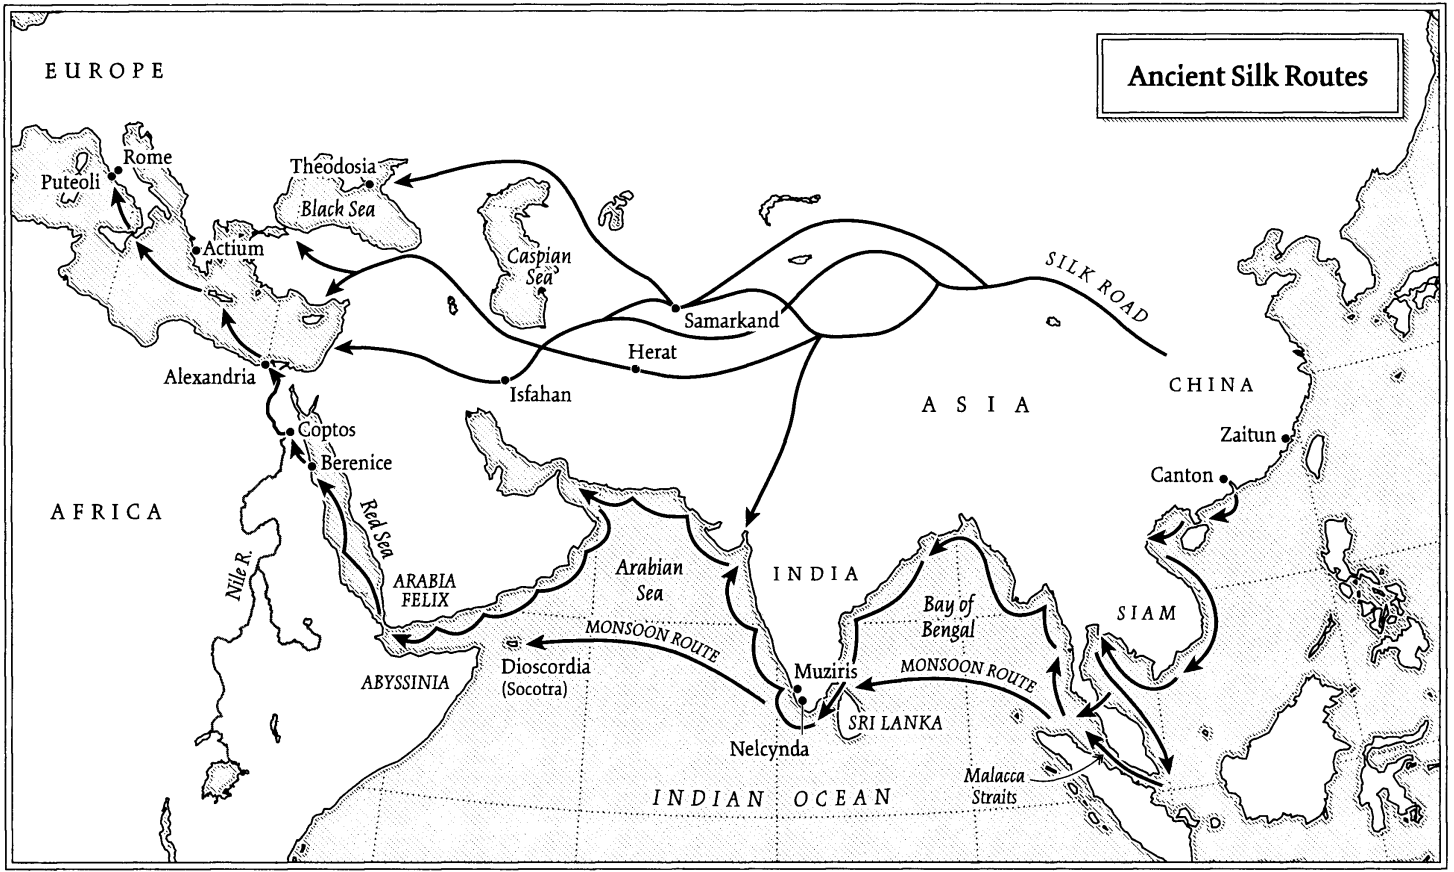 Ancient Silk Routes
EUROPE
Rome
Puteoli
Theodosia
Black Sea
Actium
Caspian
Sea
SILK ROAD
Samarkand
Herat
Isfahan
Alexandria
CHINA
ASIA
Zaitun
Coptos
Berenice
Canton
AFRICA
Red Sea
Nile R.
ARABIA
FELIX
Arabian
Sea
INDIA
Bay of
Bengal
SIAM
MONSOON ROUTE
Dioscordia
(Socotra)
ABYSSINIA
Muziris
MONSOON ROUTE
SRI LANKA
Nelcynda
Malacca
Straits
INDIAN OCEAN